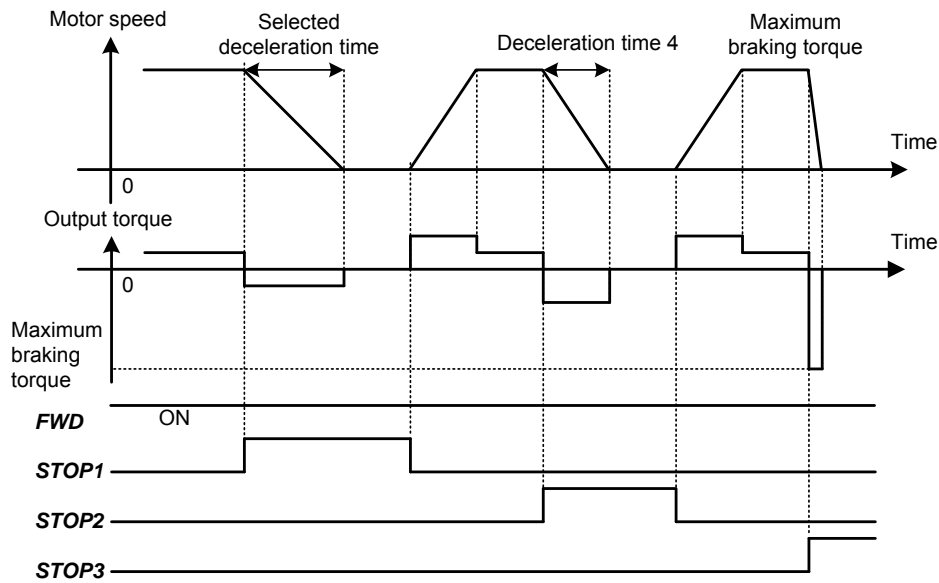 Motor speed
Selected
deceleration time
Deceleration time 4
Maximum
braking torque
Time
0
Output torque
Time
0
Maximum
braking
torque
FWD
ON
STOP1
STOP2
STOP3